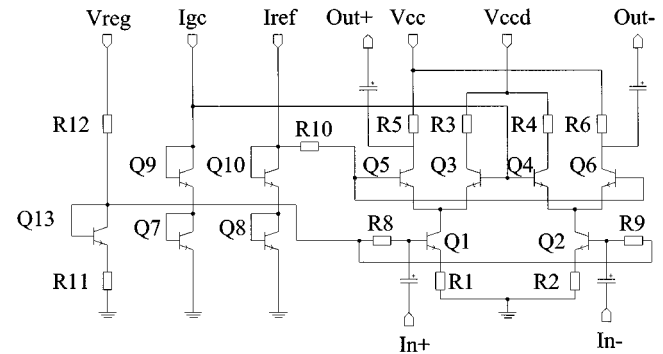 Vreg Igc Iref Out+ Vcc Vccd Out-
R12 R10 R5 R3 R4 R6
Q9 Q10 Q5 Q3 Q4 Q6
Q13 Q7 Q8 R8 Q1 Q2 R9
R11 R1 R2
In+ In-